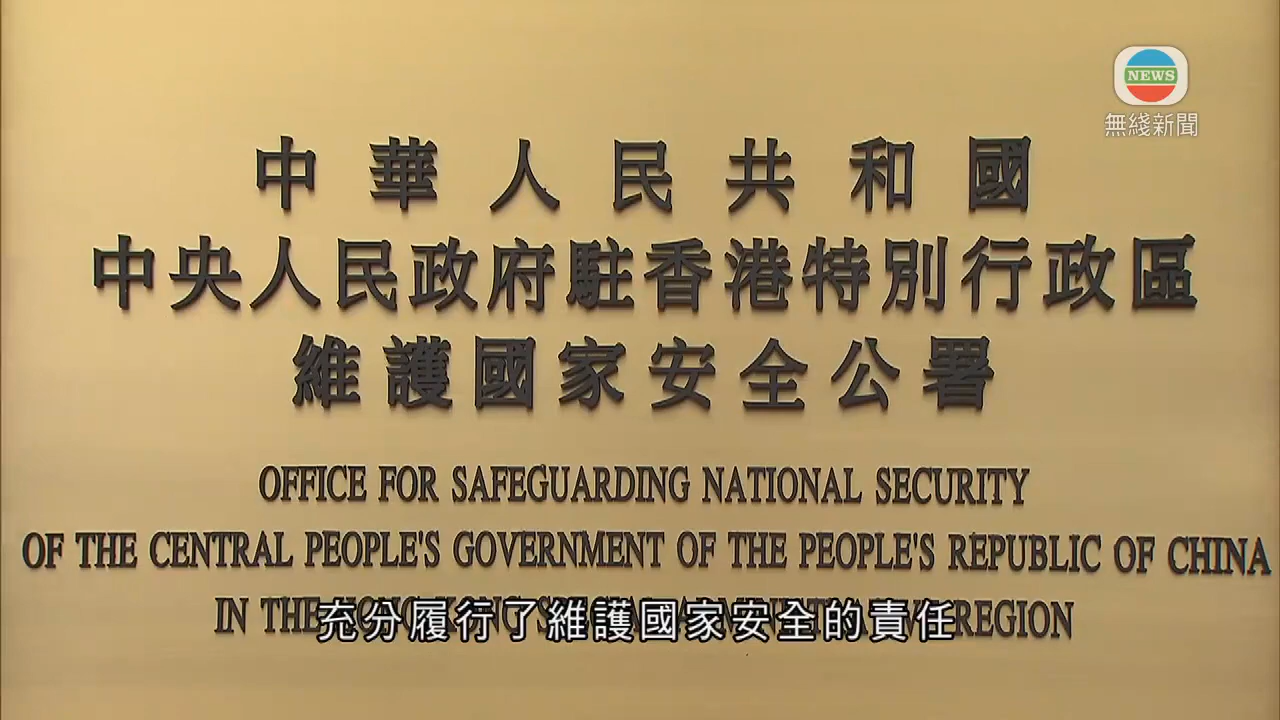 NEWS
無綫新聞
中華人民共和國
中央人民政府駐香港特別行政區
維護國家安全公署
OFFICE FOR SAFEGUARDING NATIONAL SECURITY
OF THE CENTRAL PEOPLE'S GOVERNMENT OF THE PEOPLE'S REPUBLIC OF CHINA
IN THE REGION
充分履行了維護國家安全的責任